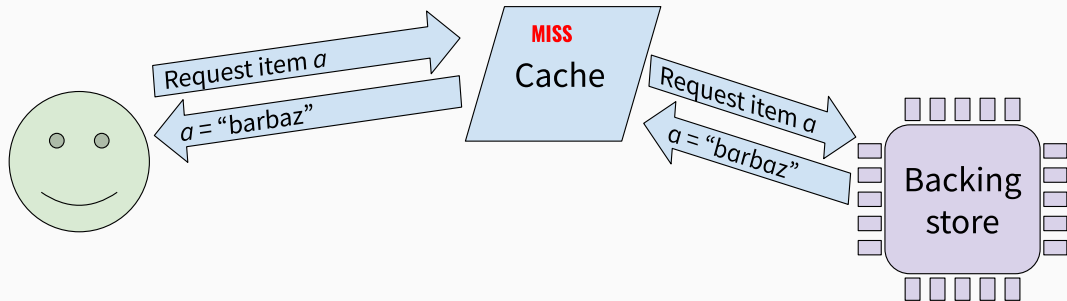 Request item a
a = “barbaz”
MISS
Cache
Request item a
a = “barbaz”
Backing
store